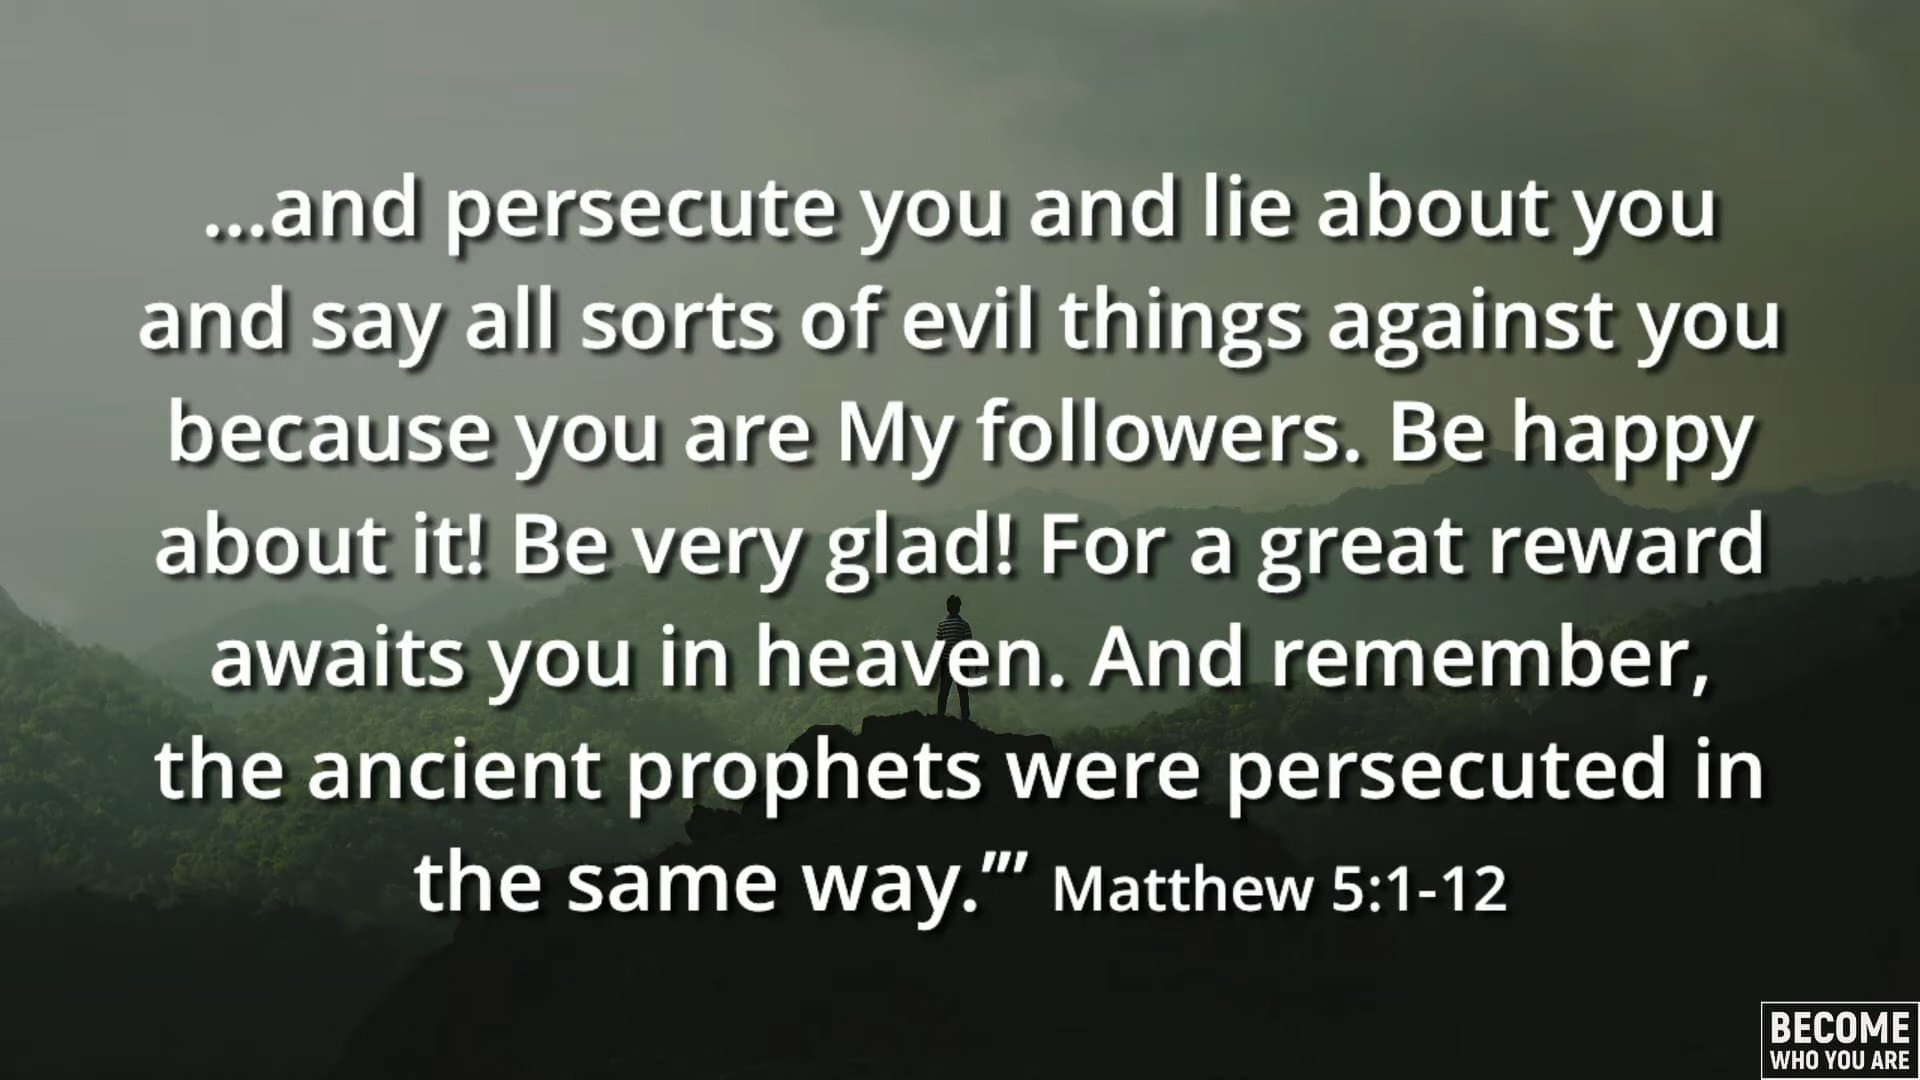 ...and persecute you and lie about you
and say all sorts of evil things against you
because you are My followers. Be happy
about it! Be very glad! For a great reward
awaits you in heaven. And remember,
the ancient prophets were persecuted in
the same way.”’ Matthew 5:1-12
BECOME
WHO YOU ARE